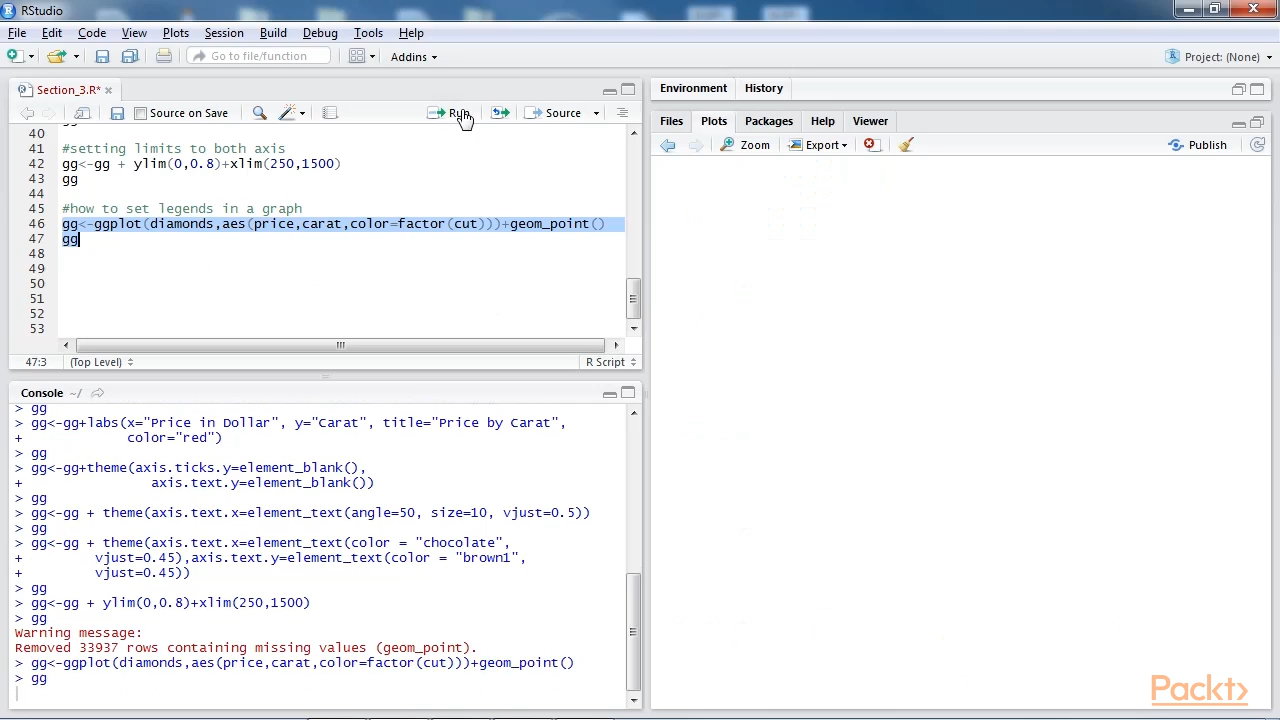 RStudio
File Edit Code View Plots Session Build Debug Tools Help
Go to file/function Addins Project: (None)
Section_3.R*
Source on Save Run Source
40
41 #setting limits to both axis
42 gg<-gg + ylim(0,0.8)+xlim(250,1500)
43 gg
44
45 #how to set legends in a graph
46 gg<-ggplot(diamonds,aes(price,carat,color=factor(cut)))+geom_point()
47 gg
48
49
50
51
52
53
47:3 (Top Level) R Script
Console ~/
> gg
> gg<-gg+labs(x="Price in Dollar", y="Carat", title="Price by Carat",
+ color="red")
> gg
> gg<-gg+theme(axis.ticks.y=element_blank(),
+ axis.text.y=element_blank())
> gg
> gg<-gg + theme(axis.text.x=element_text(angle=50, size=10, vjust=0.5))
> gg
> gg<-gg + theme(axis.text.x=element_text(color = "chocolate",
+ vjust=0.45),axis.text.y=element_text(color = "brown1",
+ vjust=0.45))
> gg
> gg<-gg + ylim(0,0.8)+xlim(250,1500)
> gg
Warning message:
Removed 33937 rows containing missing values (geom_point).
> gg<-ggplot(diamonds,aes(price,carat,color=factor(cut)))+geom_point()
> gg
Environment History
Files Plots Packages Help Viewer
Zoom Export Publish
Packt>